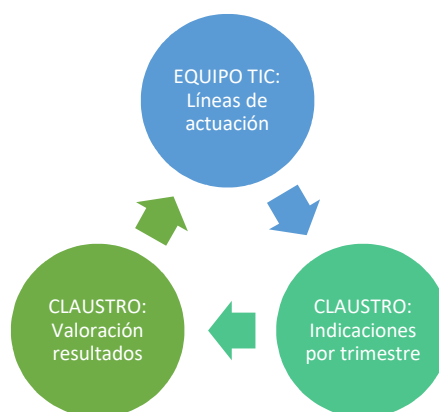 EQUIPO TIC:
Líneas de
actuación
CLAUSTRO:
Indicaciones
por trimestre
CLAUSTRO:
Valoración
resultados